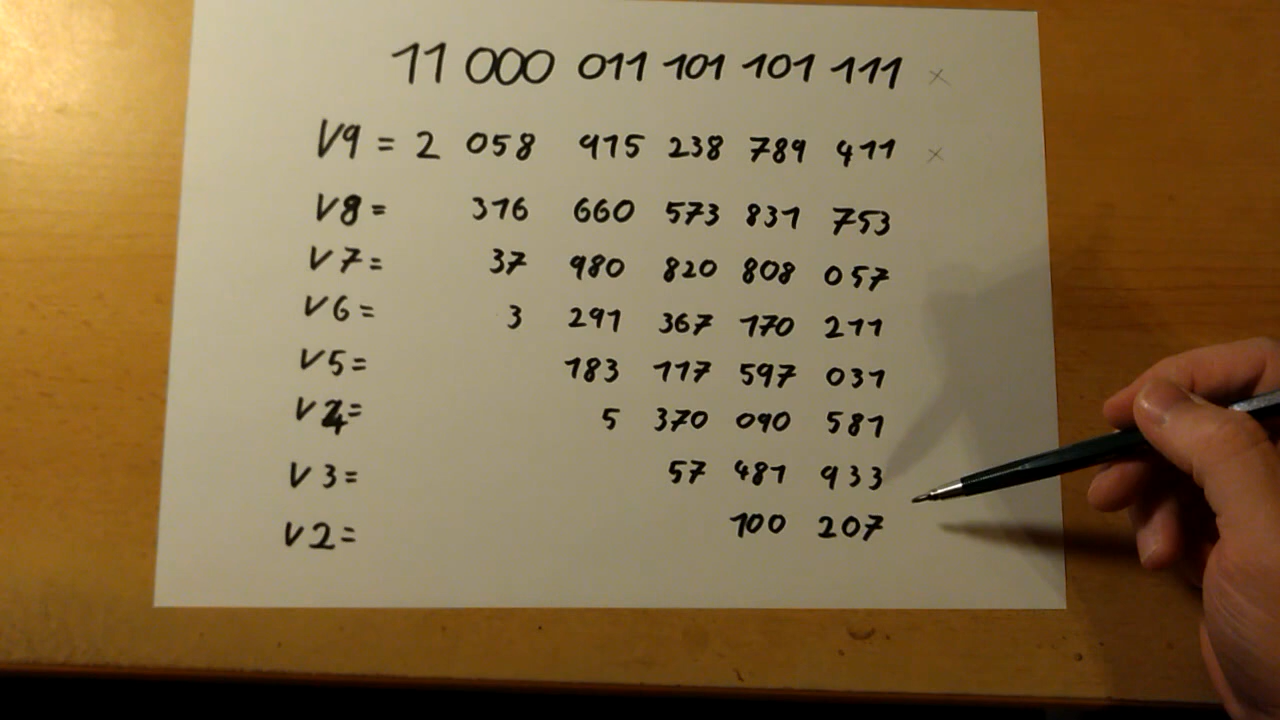 11 000 011 101 101 111 ×
V9 = 2 058 915 238 789 411 ×
V8 = 316 660 573 831 753
V7 = 37 980 820 808 057
V6 = 3 291 367 170 211
V5 = 183 117 597 031
V4 = 5 370 090 581
V3 = 57 481 933
V2 = 100 207